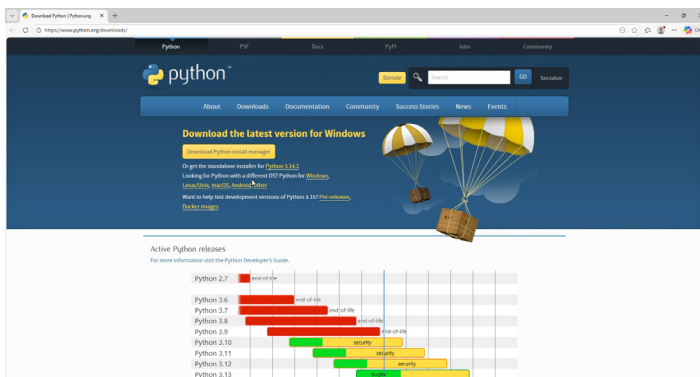 Download Python | Python.org
https://www.python.org/downloads/
Python PSF Docs PyPI Jobs Community
python™
Donate Search GO Socialize
About Downloads Documentation Community Success Stories News Events
Download the latest version for Windows
Download Python install manager
Or get the standalone installer for Python 3.14.2
Looking for Python with a different OS? Python for Windows,
Linux/Unix, macOS, Android, other
Want to help test development versions of Python 3.15? Pre-releases,
Docker images
Active Python releases
For more information visit the Python Developer's Guide.
Python 2.7 end-of-life
Python 3.6 end-of-life
Python 3.7 end-of-life
Python 3.8 end-of-life
Python 3.9 end-of-life
Python 3.10 security
Python 3.11 security
Python 3.12 security
Python 3.13 bugfix